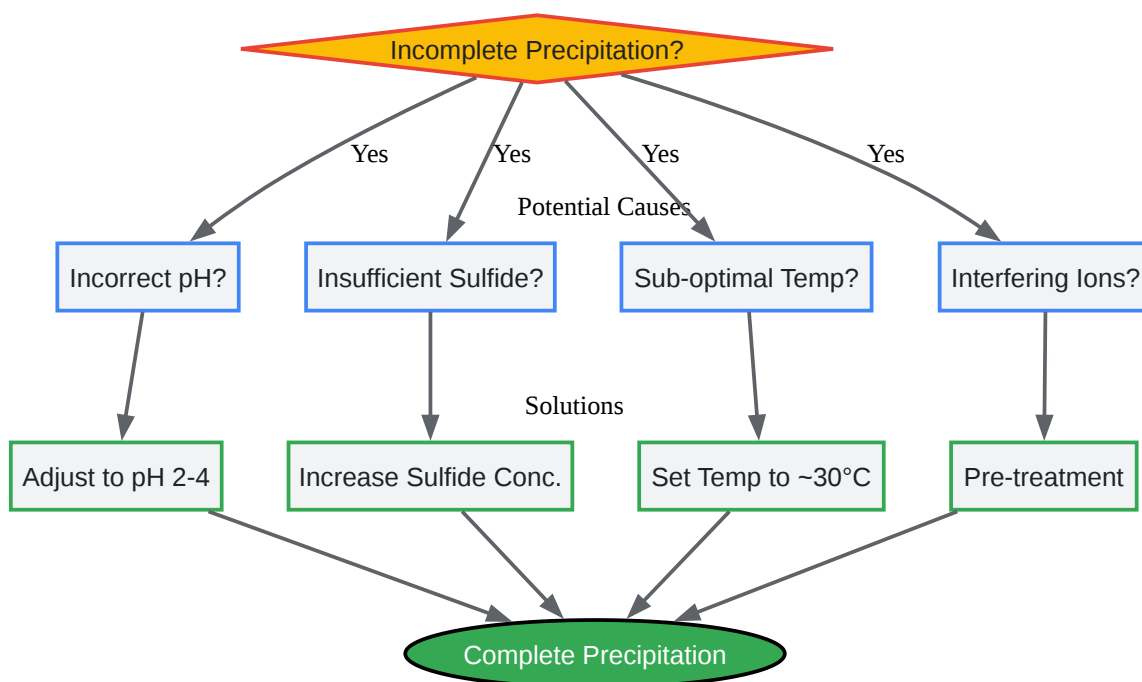 Incomplete Precipitation?
Yes
Yes
Yes
Yes
Potential Causes
Incorrect pH?
Insufficient Sulfide?
Sub-optimal Temp?
Interfering Ions?
Solutions
Adjust to pH 2-4
Increase Sulfide Conc.
Set Temp to ~30°C
Pre-treatment
Complete Precipitation